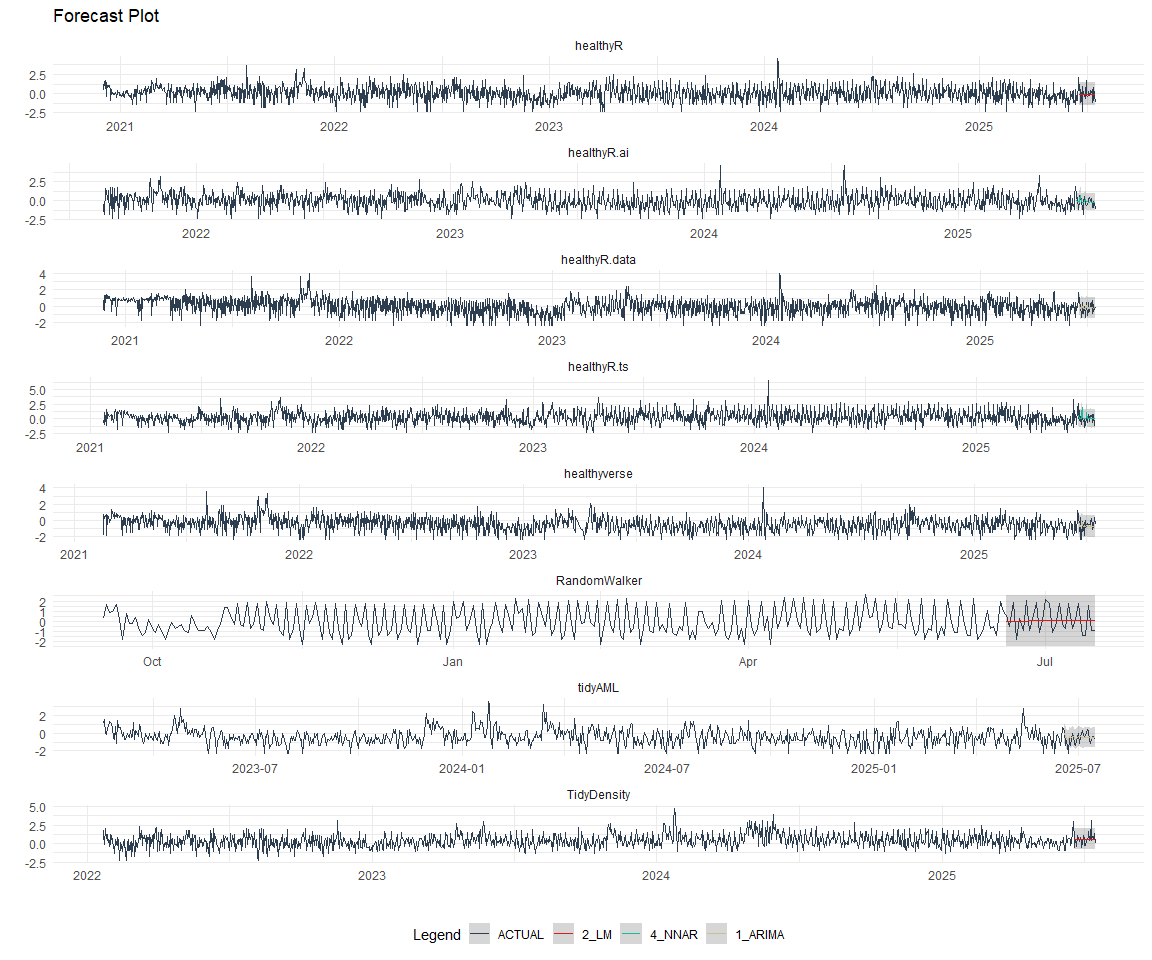 Forecast Plot
healthyR
2.5
0.0
-2.5
2021 2022 2023 2024 2025
healthyR.ai
2.5
0.0
-2.5
2022 2023 2024 2025
healthyR.data
4
2
0
-2
2021 2022 2023 2024 2025
healthyR.ts
5.0
2.5
0.0
-2.5
2021 2022 2023 2024 2025
healthyverse
4
2
0
-2
2021 2022 2023 2024 2025
RandomWalker
2
1
0
-1
-2
Oct Jan Apr Jul
tidyAML
2
0
-2
2023-07 2024-01 2024-07 2025-01 2025-07
TidyDensity
5.0
2.5
0.0
-2.5
2022 2023 2024 2025
Legend ACTUAL 2_LM 4_NNAR 1_ARIMA